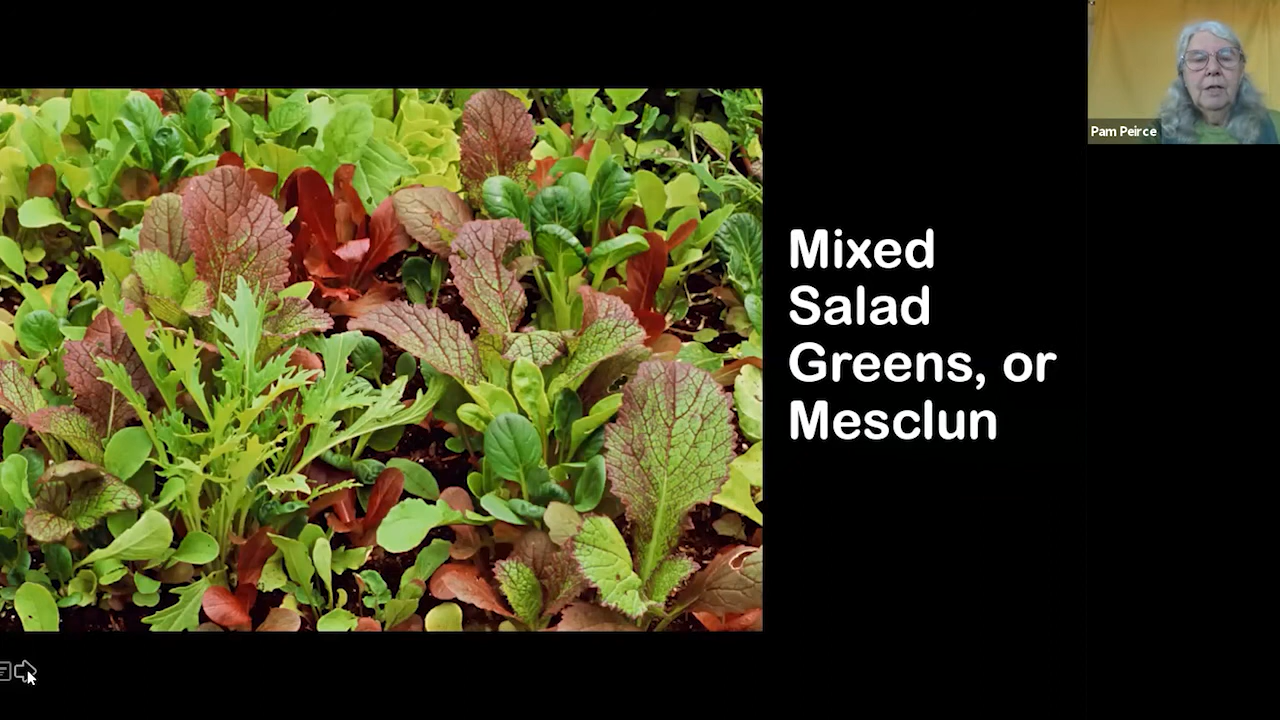 Pam Peirce
Mixed
Salad
Greens, or
Mesclun